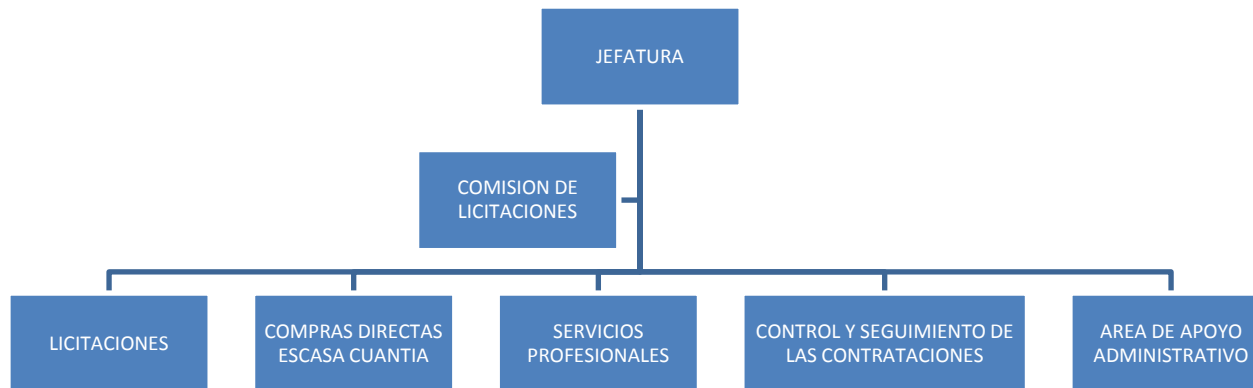 JEFATURA
COMISION DE
LICITACIONES
LICITACIONES
COMPRAS DIRECTAS
ESCASA CUANTIA
SERVICIOS
PROFESIONALES
CONTROL Y SEGUIMIENTO DE
LAS CONTRATACIONES
AREA DE APOYO
ADMINISTRATIVO